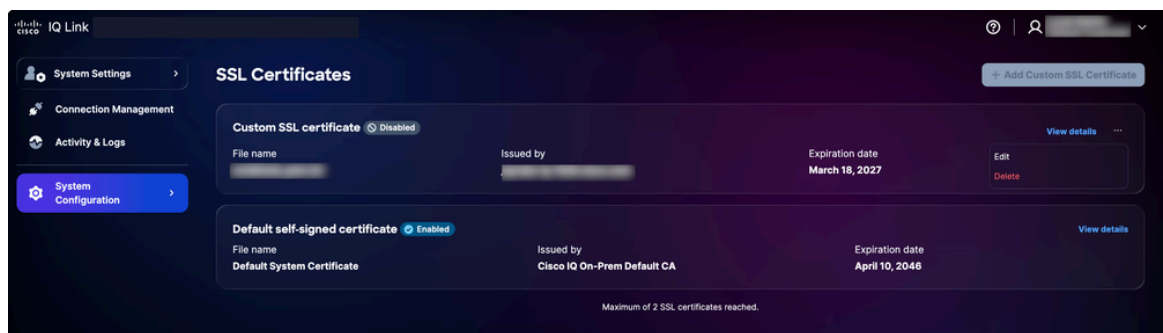 cisco IQ Link
System Settings
Connection Management
Activity & Logs
System
Configuration
SSL Certificates
+ Add Custom SSL Certificate
Custom SSL certificate Disabled
View details ...
File name
Issued by
Expiration date
March 18, 2027
Edit
Delete
Default self-signed certificate Enabled
View details
File name
Issued by
Expiration date
Default System Certificate
Cisco IQ On-Prem Default CA
April 10, 2046
Maximum of 2 SSL certificates reached.